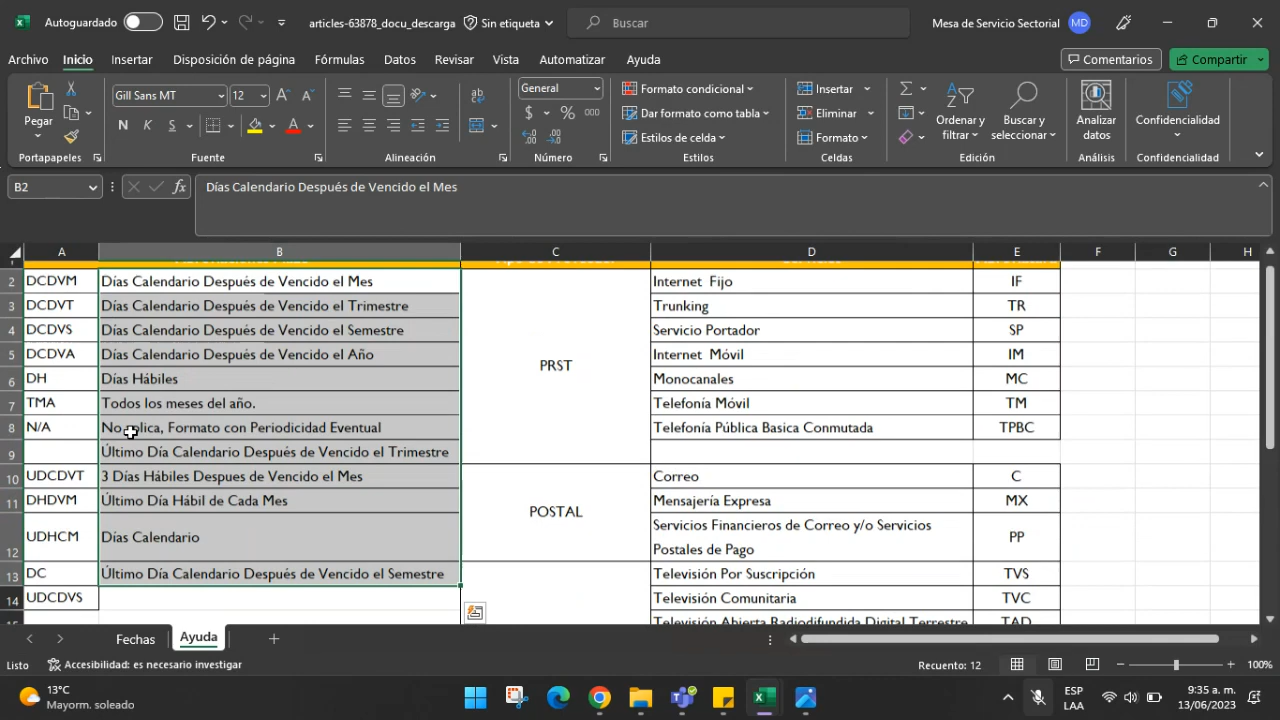 Autoguardado
articles-63878_docu_descarga
Sin etiqueta
Buscar
Mesa de Servicio Sectorial
MD
Archivo
Inicio
Insertar
Disposición de página
Fórmulas
Datos
Revisar
Vista
Automatizar
Ayuda
Comentarios
Compartir
Pegar
Portapapeles
Gill Sans MT
12
N K S
Fuente
Alineación
General
$ % 000
Número
Formato condicional
Dar formato como tabla
Estilos de celda
Estilos
Insertar
Eliminar
Formato
Celdas
Ordenar y filtrar
Buscar y seleccionar
Edición
Analizar datos
Análisis
Confidencialidad
Confidencialidad
B2
fx
Días Calendario Después de Vencido el Mes
A B C D E F G H
2 DCDVM Días Calendario Después de Vencido el Mes Internet Fijo IF
3 DCDVT Días Calendario Después de Vencido el Trimestre Trunking TR
4 DCDVS Días Calendario Después de Vencido el Semestre Servicio Portador SP
5 DCDVA Días Calendario Después de Vencido el Año PRST Internet Móvil IM
6 DH Días Hábiles Monocanales MC
7 TMA Todos los meses del año. Telefonía Móvil TM
8 N/A No aplica, Formato con Periodicidad Eventual Telefonía Pública Basica Conmutada TPBC
9 Último Día Calendario Después de Vencido el Trimestre
10 UDCDVT 3 Días Hábiles Despues de Vencido el Mes Correo C
11 DHDVM Último Día Hábil de Cada Mes POSTAL Mensajería Expresa MX
12 UDHCM Días Calendario Servicios Financieros de Correo y/o Servicios Postales de Pago PP
13 DC Último Día Calendario Después de Vencido el Semestre Televisión Por Suscripción TVS
14 UDCDVS Televisión Comunitaria TVC
Televisión Abierta Radiodifundida Digital Terrestre TAD
Fechas
Ayuda
Listo
Accesibilidad: es necesario investigar
Recuento: 12
100%
13°C
Mayorm. soleado
ESP
LAA
9:35 a. m.
13/06/2023